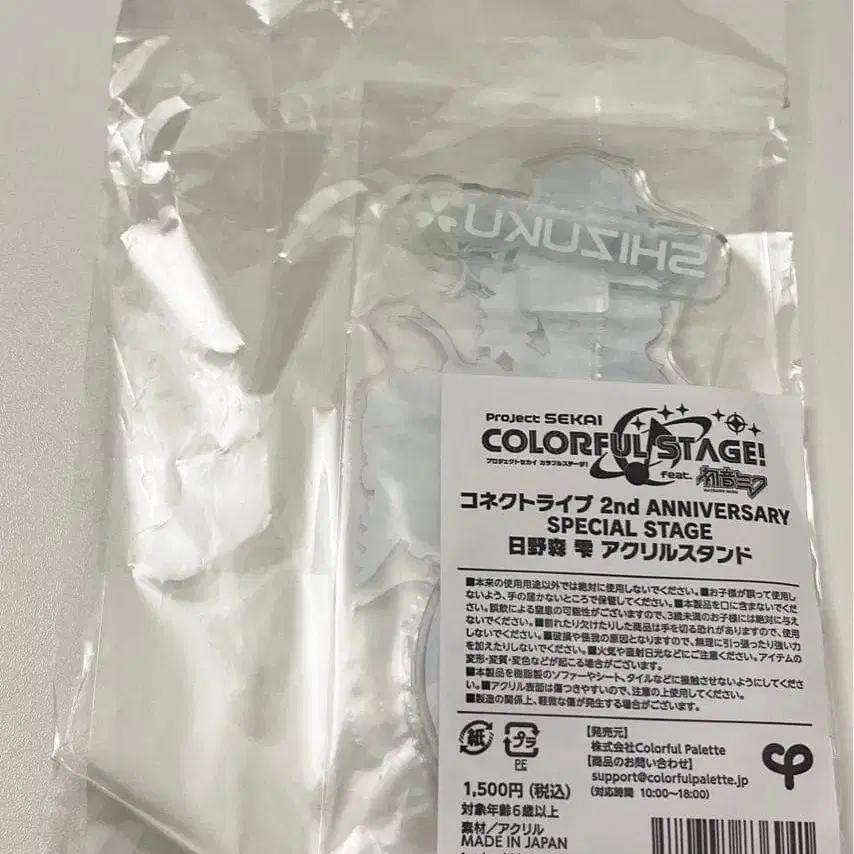 SHIZUKU
Project SEKAI
COLORFUL STAGE!
プロジェクトセカイ カラフルステージ!
feat. 初音ミク
HATSUNE MIKU
コネクトライブ 2nd ANNIVERSARY
SPECIAL STAGE
日野森 雫 アクリルスタンド
■本来の使用用途以外では絶対に使用しないでください。■お子様が誤って使用し
ないよう、手の届かないところで保管してください。■本製品を口に含まないでくだ
さい。誤飲による窒息の可能性がございますので、3歳未満のお子様には絶対に与え
ないでください。■割れたり欠けたりした商品は手を切る恐れがありますので、使用
しないでください。■破損や怪我の原因となりますので、無理に引っ張ったり強い力
を加えたりしないでください。■火気や直射日光などにご注意ください。アイテムの
変形・変質・変色などが起こる場合がございます。
■本製品を樹脂製のソファーやシート、タイルなどに接触させないようにしてくださ
い。■アクリル表面は傷つきやすいので、注意の上使用してください。
■製造の関係上、軽微な傷が発生する場合がございます。
紙
プラ
PE
【発売元】
株式会社Colorful Palette
【商品のお問い合わせ】
support@colorfulpalette.jp
(対応時間 10:00~18:00)
1,500円(税込)
対象年齢6歳以上
素材/アクリル
MADE IN JAPAN